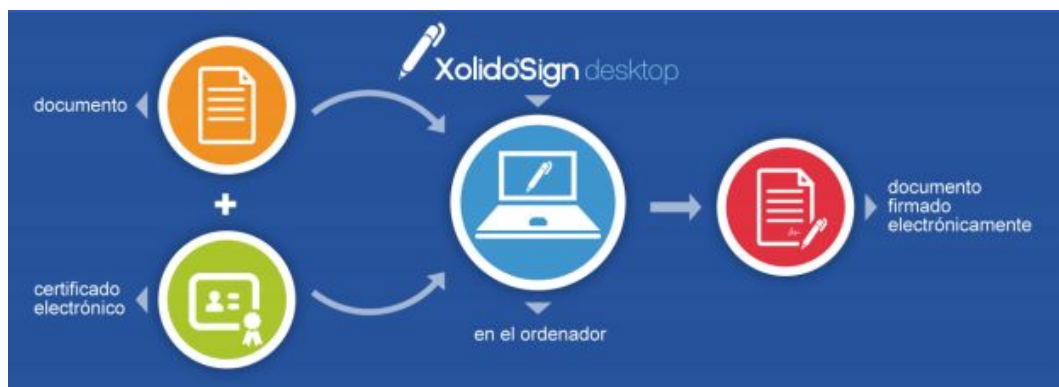 XolidoSign desktop
documento
+
certificado
electrónico
en el ordenador
documento
firmado
electrónicamente